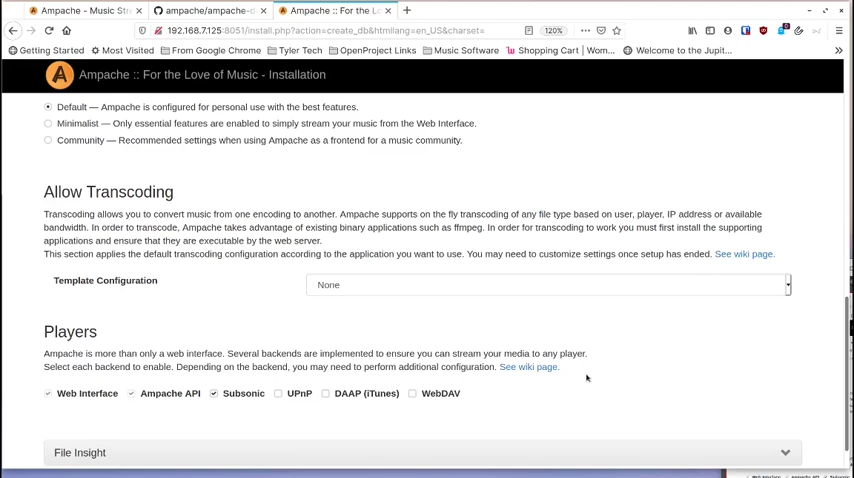 Ampache - Music Stre
ampache/ampache-d
Ampache :: For the Lo
192.168.7.125:8051/install.php?action=create_db&htmllang=en_US&charset=
120%
Getting Started
Most Visited
From Google Chrome
Tyler Tech
OpenProject Links
Music Software
Shopping Cart | Wom...
Welcome to the Jupit...
Ampache :: For the Love of Music - Installation
Default — Ampache is configured for personal use with the best features.
Minimalist — Only essential features are enabled to simply stream your music from the Web Interface.
Community — Recommended settings when using Ampache as a frontend for a music community.
Allow Transcoding
Transcoding allows you to convert music from one encoding to another. Ampache supports on the fly transcoding of any file type based on user, player, IP address or available
bandwidth. In order to transcode, Ampache takes advantage of existing binary applications such as ffmpeg. In order for transcoding to work you must first install the supporting
applications and ensure that they are executable by the web server.
This section applies the default transcoding configuration according to the application you want to use. You may need to customize settings once setup has ended. See wiki page.
Template Configuration
None
Players
Ampache is more than only a web interface. Several backends are implemented to ensure you can stream your media to any player.
Select each backend to enable. Depending on the backend, you may need to perform additional configuration. See wiki page.
Web Interface
Ampache API
Subsonic
UPnP
DAAP (iTunes)
WebDAV
File Insight